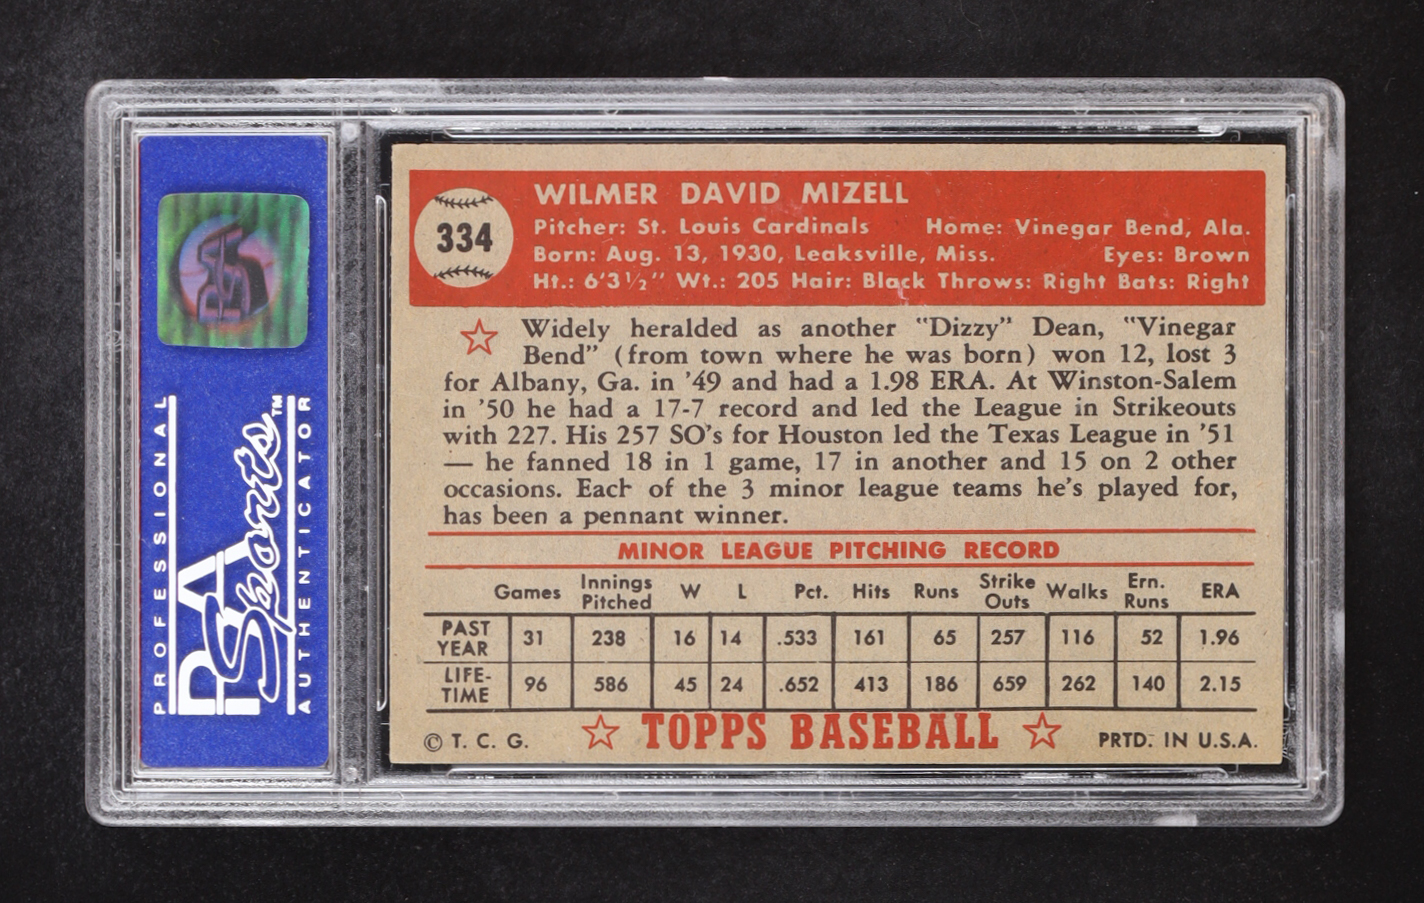 PROFESSIONAL
PSA Sports™
AUTHENTICATOR
PSA
334
WILMER DAVID MIZELL
Pitcher: St. Louis Cardinals Home: Vinegar Bend, Ala.
Born: Aug. 13, 1930, Leaksville, Miss. Eyes: Brown
Ht.: 6'3½" Wt.: 205 Hair: Black Throws: Right Bats: Right
Widely heralded as another "Dizzy" Dean, "Vinegar
Bend" (from town where he was born) won 12, lost 3
for Albany, Ga. in '49 and had a 1.98 ERA. At Winston-Salem
in '50 he had a 17-7 record and led the League in Strikeouts
with 227. His 257 SO's for Houston led the Texas League in '51
— he fanned 18 in 1 game, 17 in another and 15 on 2 other
occasions. Each of the 3 minor league teams he's played for,
has been a pennant winner.
MINOR LEAGUE PITCHING RECORD
Games Innings Pitched W L Pct. Hits Runs Strike Outs Walks Ern. Runs ERA
PAST YEAR 31 238 16 14 .533 161 65 257 116 52 1.96
LIFE-TIME 96 586 45 24 .652 413 186 659 262 140 2.15
TOPPS BASEBALL
© T. C. G. PRTD. IN U.S.A.